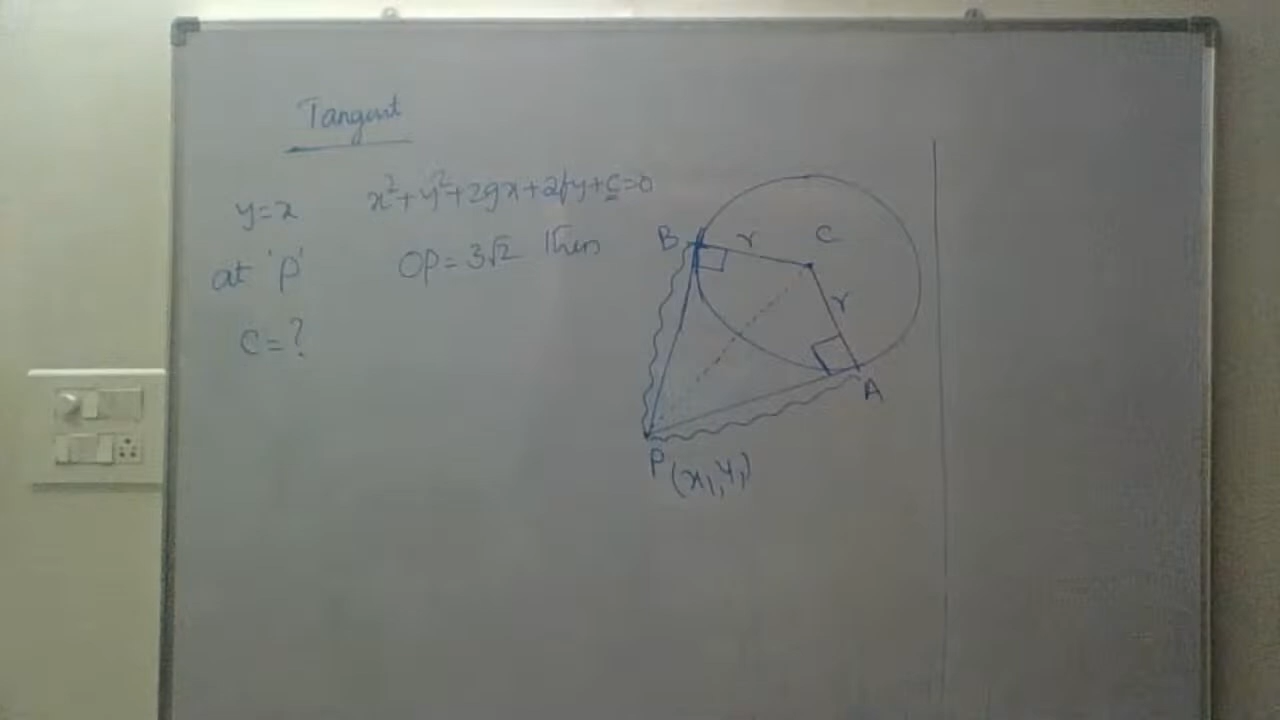 Tangent
y=x x²+y²+2gx+2fy+c=0
at 'P' OP=3√2 then
C=?
B r C
r
A
P (x₁,y₁)